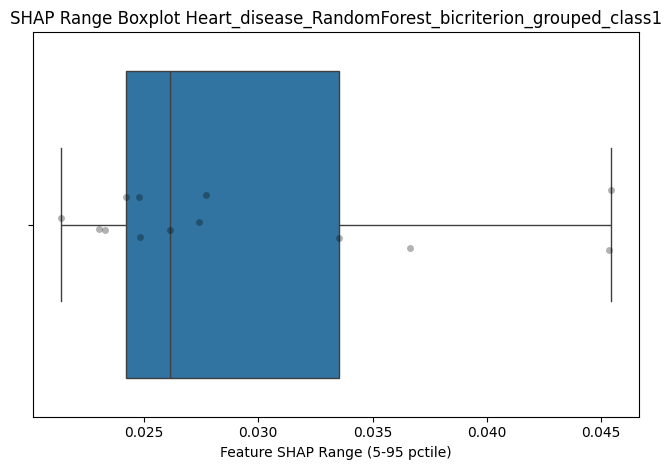 SHAP Range Boxplot Heart_disease_RandomForest_bicriterion_grouped_class1
0.025 0.030 0.035 0.040 0.045
Feature SHAP Range (5-95 pctile)